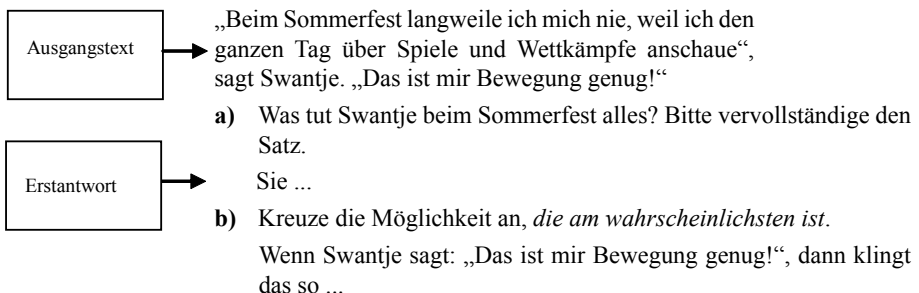 Ausgangstext
„Beim Sommerfest langweile ich mich nie, weil ich den
ganzen Tag über Spiele und Wettkämpfe anschaue“,
sagt Swantje. „Das ist mir Bewegung genug!“
a) Was tut Swantje beim Sommerfest alles? Bitte vervollständige den
Satz.
Erstantwort
Sie ...
b) Kreuze die Möglichkeit an, die am wahrscheinlichsten ist.
Wenn Swantje sagt: „Das ist mir Bewegung genug!“, dann klingt
das so ...